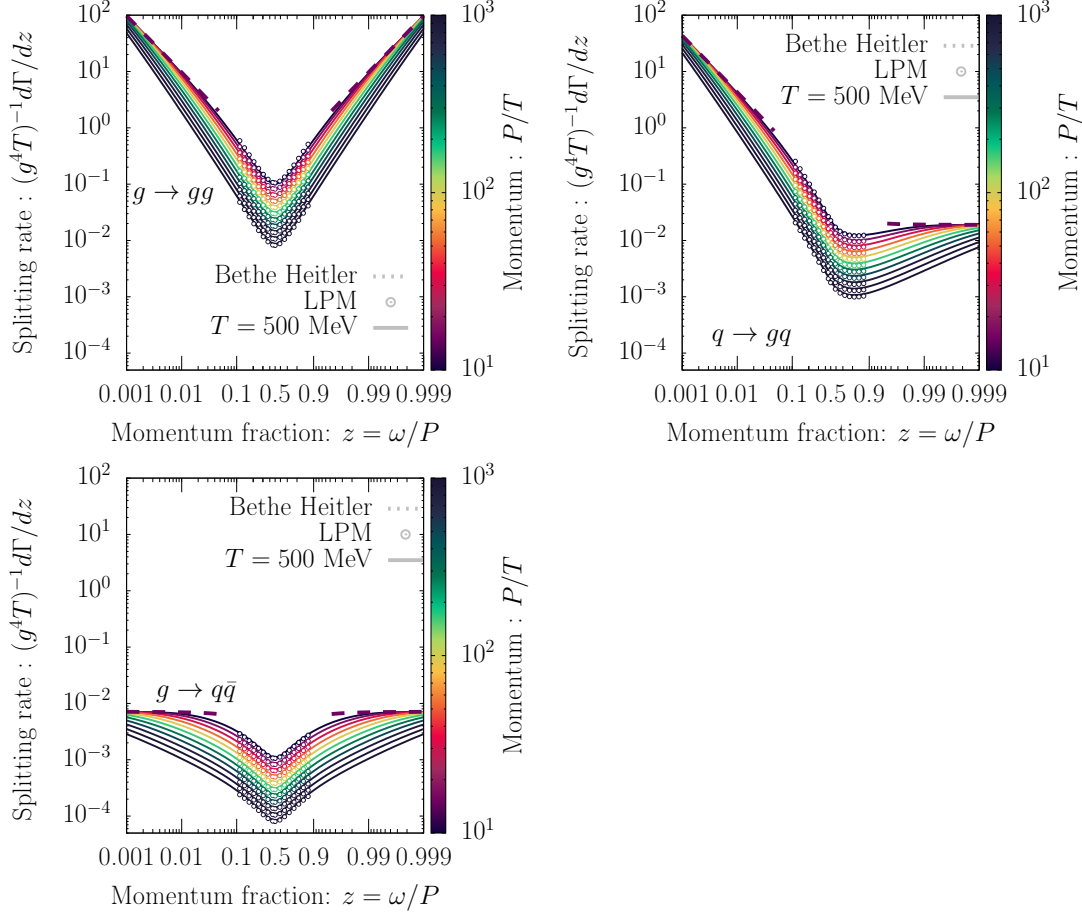 10^2
10^1
10^0
10^{-1}
10^{-2}
10^{-3}
10^{-4}
Splitting rate : (g^4T)^{-1}dΓ/dz
g → gg
Bethe Heitler
LPM
T = 500 MeV
0.001 0.01 0.1 0.5 0.9 0.99 0.999
Momentum fraction: z = ω/P
10^3
10^2
10^1
Momentum : P/T
10^2
10^1
10^0
10^{-1}
10^{-2}
10^{-3}
10^{-4}
Splitting rate : (g^4T)^{-1}dΓ/dz
Bethe Heitler
LPM
T = 500 MeV
q → gq
0.001 0.01 0.1 0.5 0.9 0.99 0.999
Momentum fraction: z = ω/P
10^3
10^2
10^1
Momentum : P/T
10^2
10^1
10^0
10^{-1}
10^{-2}
10^{-3}
10^{-4}
Splitting rate : (g^4T)^{-1}dΓ/dz
Bethe Heitler
LPM
T = 500 MeV
g → qq̄
0.001 0.01 0.1 0.5 0.9 0.99 0.999
Momentum fraction: z = ω/P
10^3
10^2
10^1
Momentum : P/T